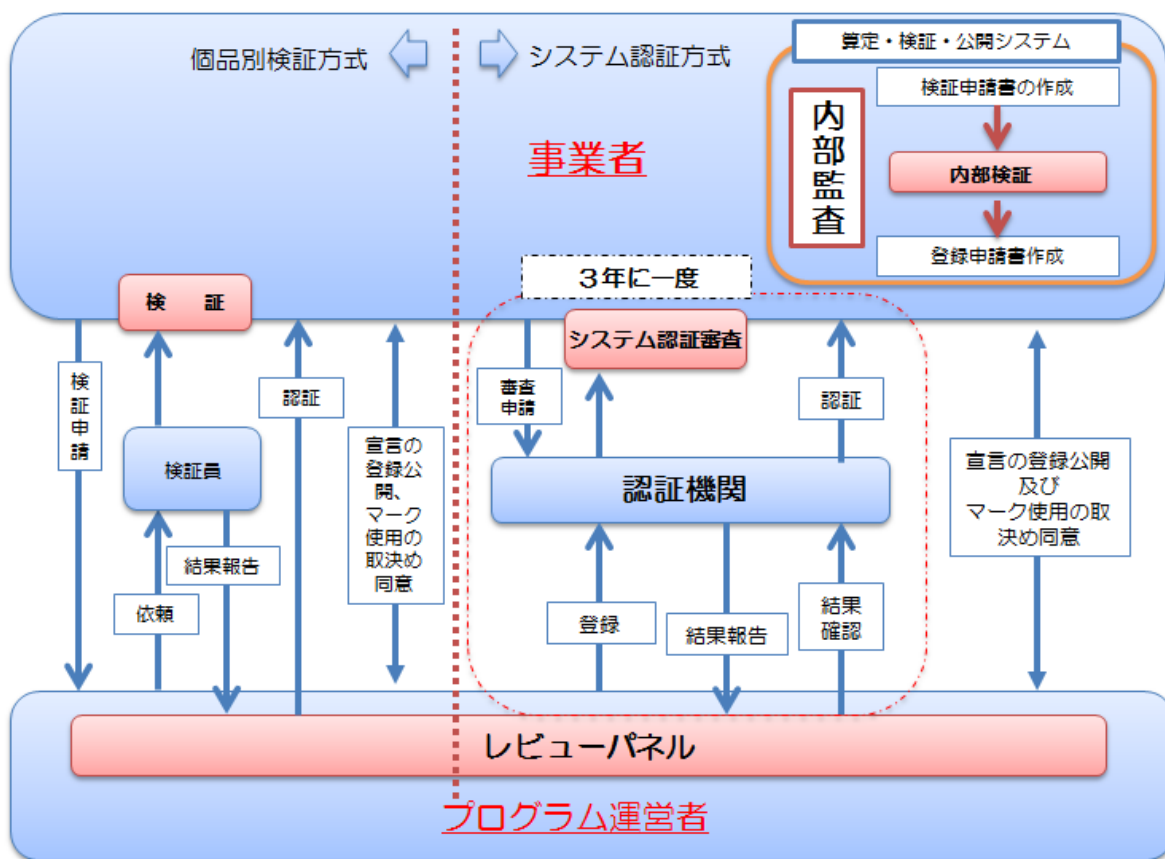 個品別検証方式
システム認証方式
算定・検証・公開システム
検証申請書の作成
内部監査
内部検証
登録申請書作成
事業者
3年に一度
検 証
システム認証審査
検証申請
認証
審査
申請
認証
検証員
宣言の
登録公
開、
マーク
使用の
取決め
同意
認証機関
宣言の登録公開
及び
マーク使用の取
決め同意
結果報告
依頼
登録
結果報告
結果
確認
レビューパネル
プログラム運営者